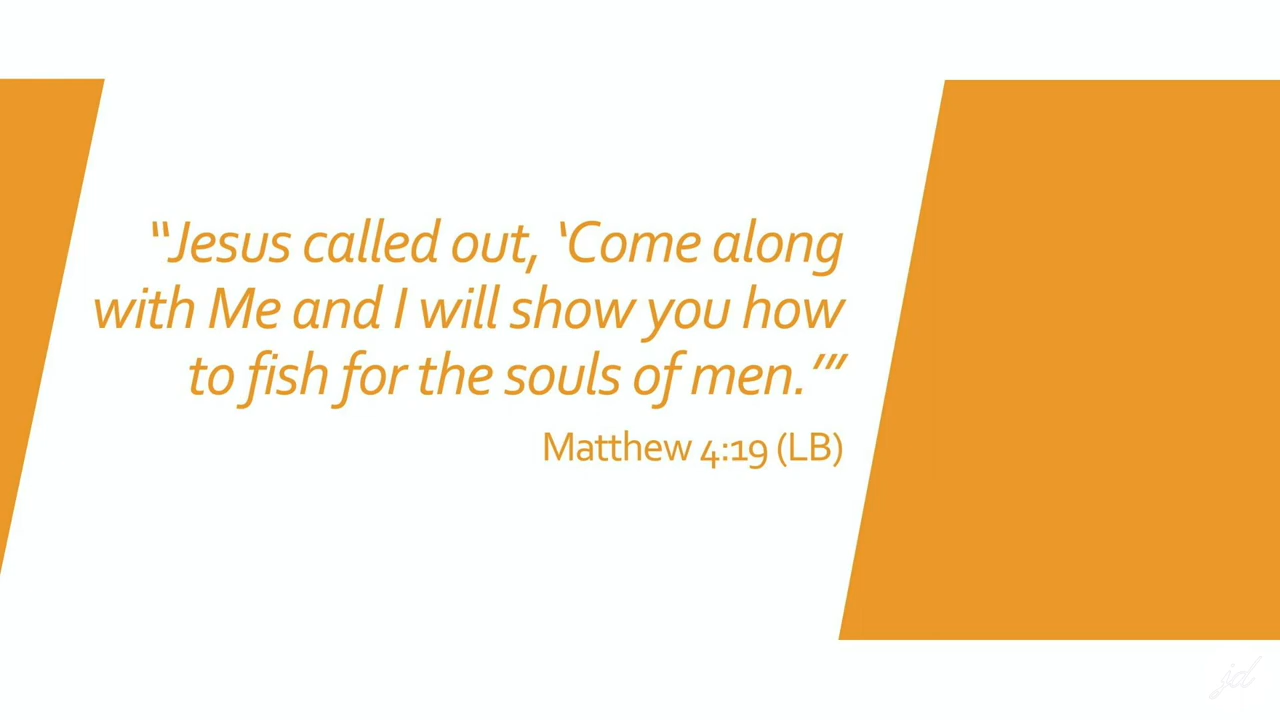 “Jesus called out, ‘Come along
with Me and I will show you how
to fish for the souls of men.’”
Matthew 4:19 (LB)
jd